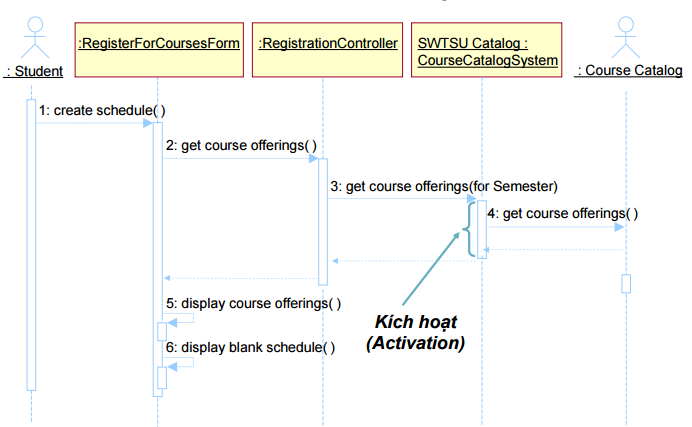 : Student
:RegisterForCoursesForm
:RegistrationController
SWTSU Catalog :
CourseCatalogSystem
: Course Catalog
1: create schedule( )
2: get course offerings( )
3: get course offerings(for Semester)
4: get course offerings( )
5: display course offerings( )
6: display blank schedule( )
Kích hoạt
(Activation)